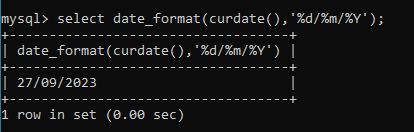 mysql> select date_format(curdate(),'%d/%m/%Y');
+-----------------------------------+
| date_format(curdate(),'%d/%m/%Y') |
+-----------------------------------+
| 27/09/2023                        |
+-----------------------------------+
1 row in set (0.00 sec)